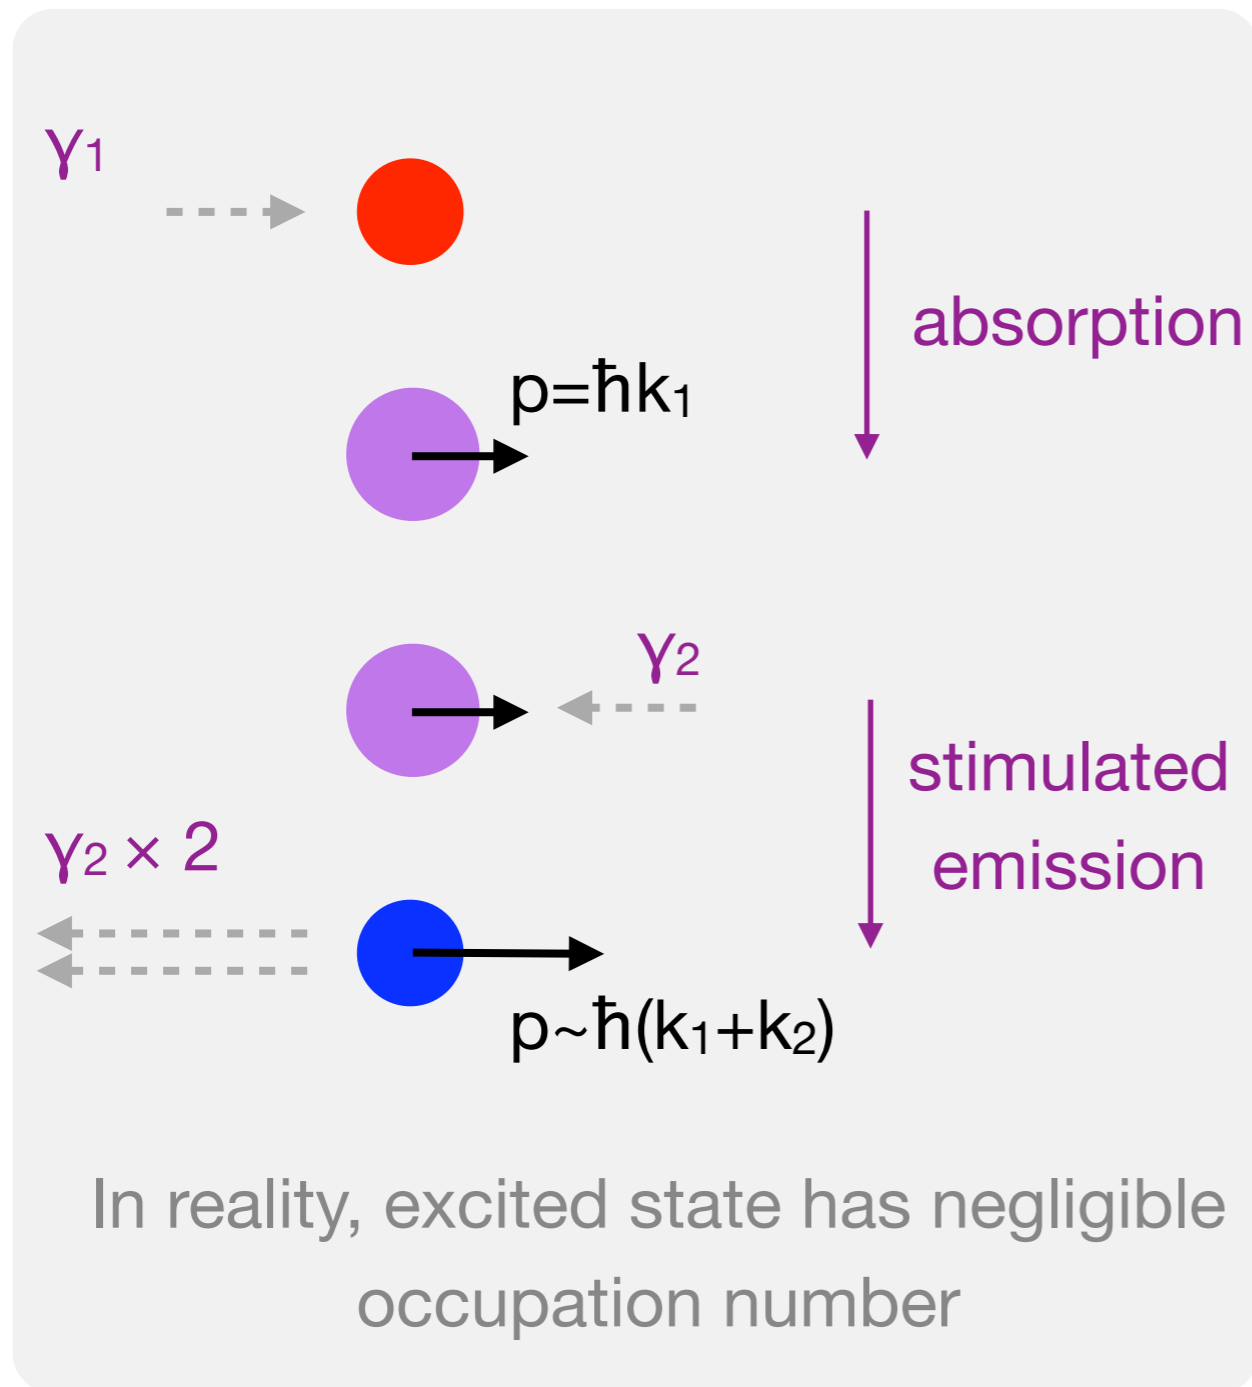 γ₁
absorption
p=ħk₁
γ₂
stimulated
emission
γ₂ × 2
p~ħ(k₁+k₂)
In reality, excited state has negligible
occupation number